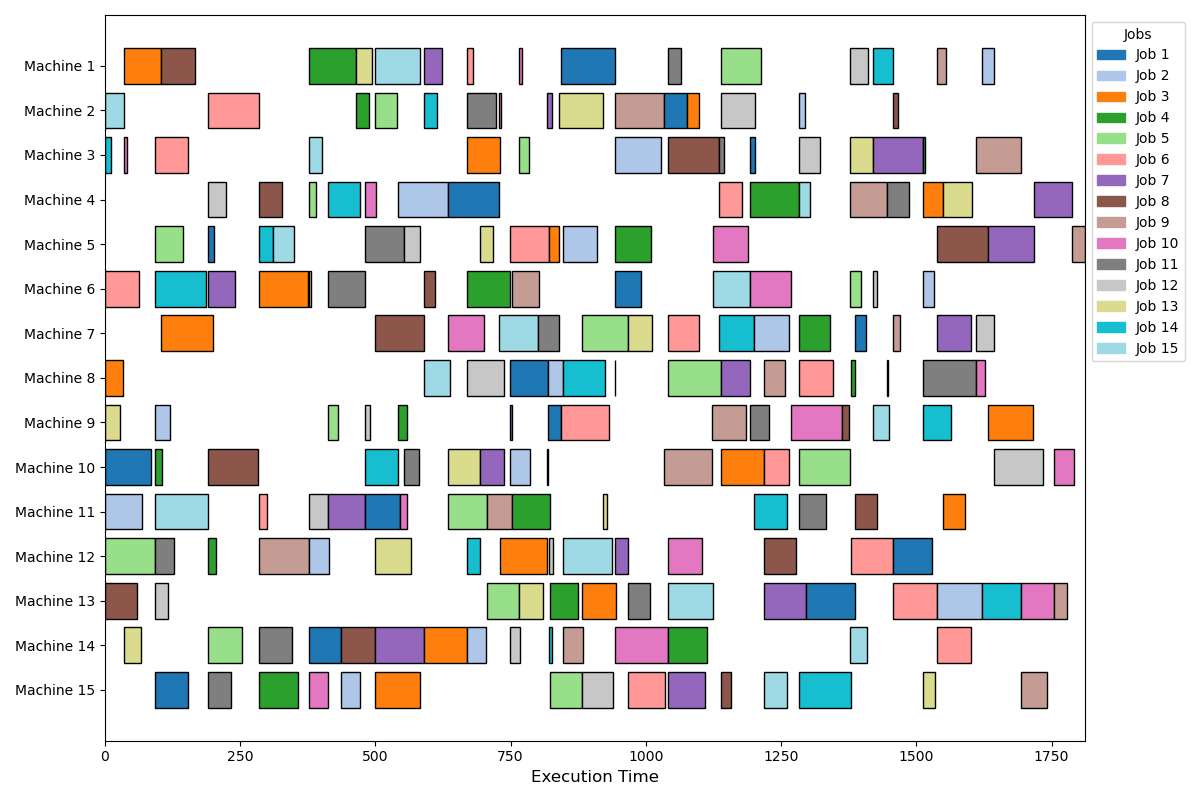 Machine 1
Machine 2
Machine 3
Machine 4
Machine 5
Machine 6
Machine 7
Machine 8
Machine 9
Machine 10
Machine 11
Machine 12
Machine 13
Machine 14
Machine 15
0 250 500 750 1000 1250 1500 1750
Execution Time
Jobs
Job 1
Job 2
Job 3
Job 4
Job 5
Job 6
Job 7
Job 8
Job 9
Job 10
Job 11
Job 12
Job 13
Job 14
Job 15